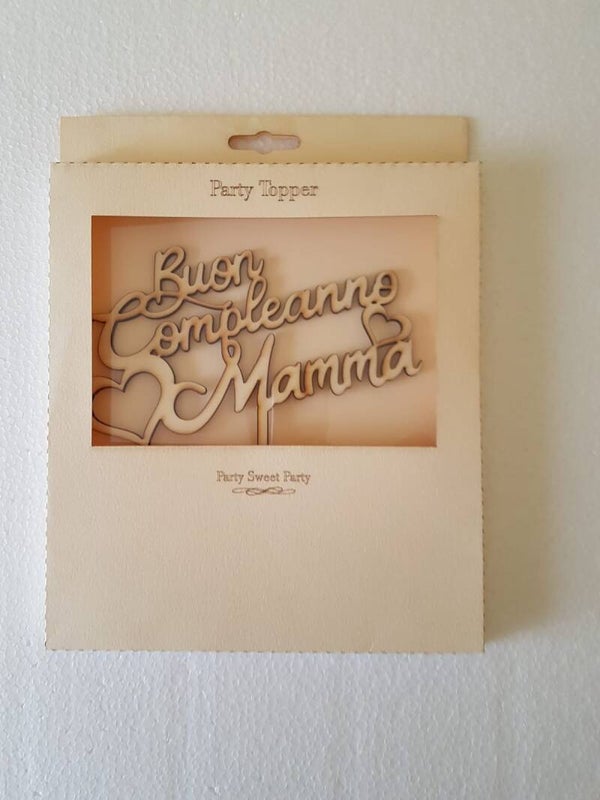 Party Topper
Buon
Compleanno
Mamma
Party Sweet Party